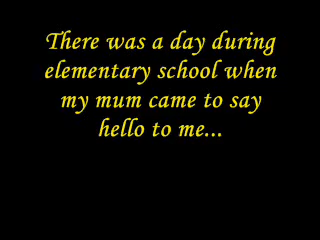 There was a day during
elementary school when
my mum came to say
hello to me...